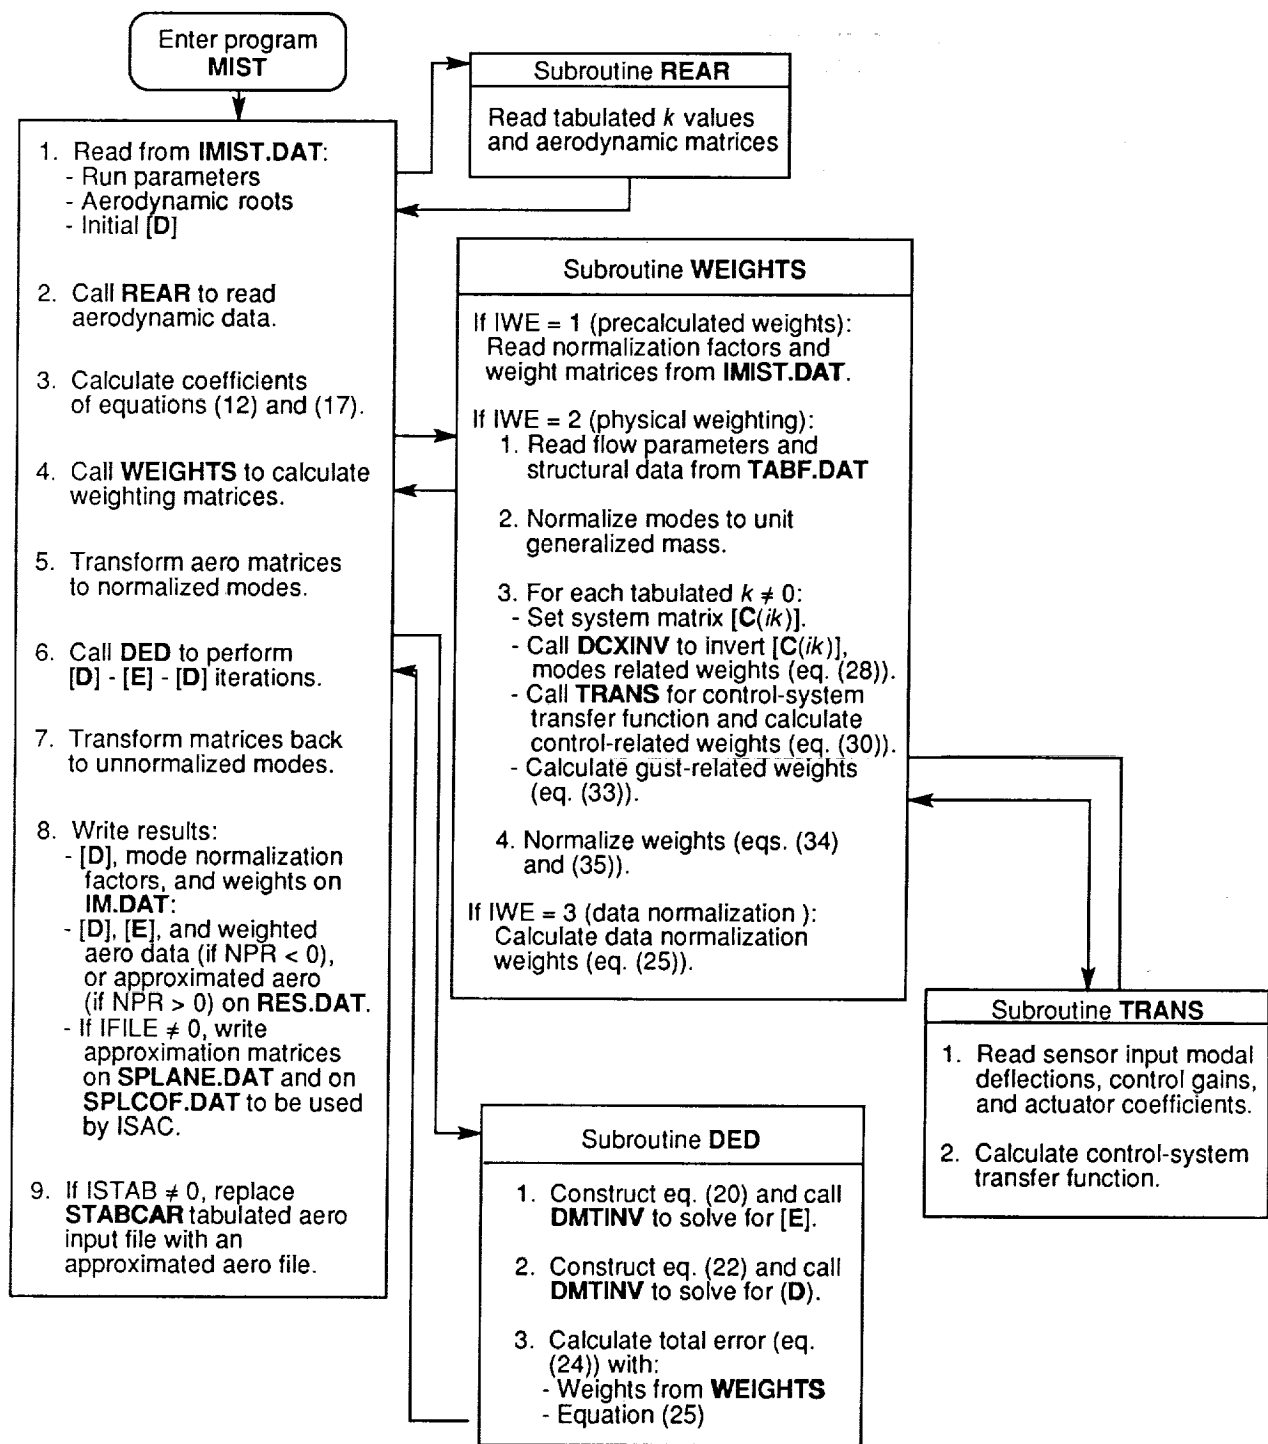 Enter program
MIST
1. Read from IMIST.DAT:
- Run parameters
- Aerodynamic roots
- Initial [D]
2. Call REAR to read
aerodynamic data.
3. Calculate coefficients
of equations (12) and (17).
4. Call WEIGHTS to calculate
weighting matrices.
5. Transform aero matrices
to normalized modes.
6. Call DED to perform
[D] - [E] - [D] iterations.
7. Transform matrices back
to unnormalized modes.
8. Write results:
- [D], mode normalization
factors, and weights on
IM.DAT:
- [D], [E], and weighted
aero data (if NPR < 0),
or approximated aero
(if NPR > 0) on RES.DAT.
- If IFILE ≠ 0, write
approximation matrices
on SPLANE.DAT and on
SPLCOF.DAT to be used
by ISAC.
9. If ISTAB ≠ 0, replace
STABCAR tabulated aero
input file with an
approximated aero file.
Subroutine REAR
Read tabulated k values
and aerodynamic matrices
Subroutine WEIGHTS
If IWE = 1 (precalculated weights):
Read normalization factors and
weight matrices from IMIST.DAT.
If IWE = 2 (physical weighting):
1. Read flow parameters and
structural data from TABF.DAT
2. Normalize modes to unit
generalized mass.
3. For each tabulated k ≠ 0:
- Set system matrix [C(ik)].
- Call DCXINV to invert [C(ik)],
modes related weights (eq. (28)).
- Call TRANS for control-system
transfer function and calculate
control-related weights (eq. (30)).
- Calculate gust-related weights
(eq. (33)).
4. Normalize weights (eqs. (34)
and (35)).
If IWE = 3 (data normalization ):
Calculate data normalization
weights (eq. (25)).
Subroutine TRANS
1. Read sensor input modal
deflections, control gains,
and actuator coefficients.
2. Calculate control-system
transfer function.
Subroutine DED
1. Construct eq. (20) and call
DMTINV to solve for [E].
2. Construct eq. (22) and call
DMTINV to solve for (D).
3. Calculate total error (eq.
(24)) with:
- Weights from WEIGHTS
- Equation (25)